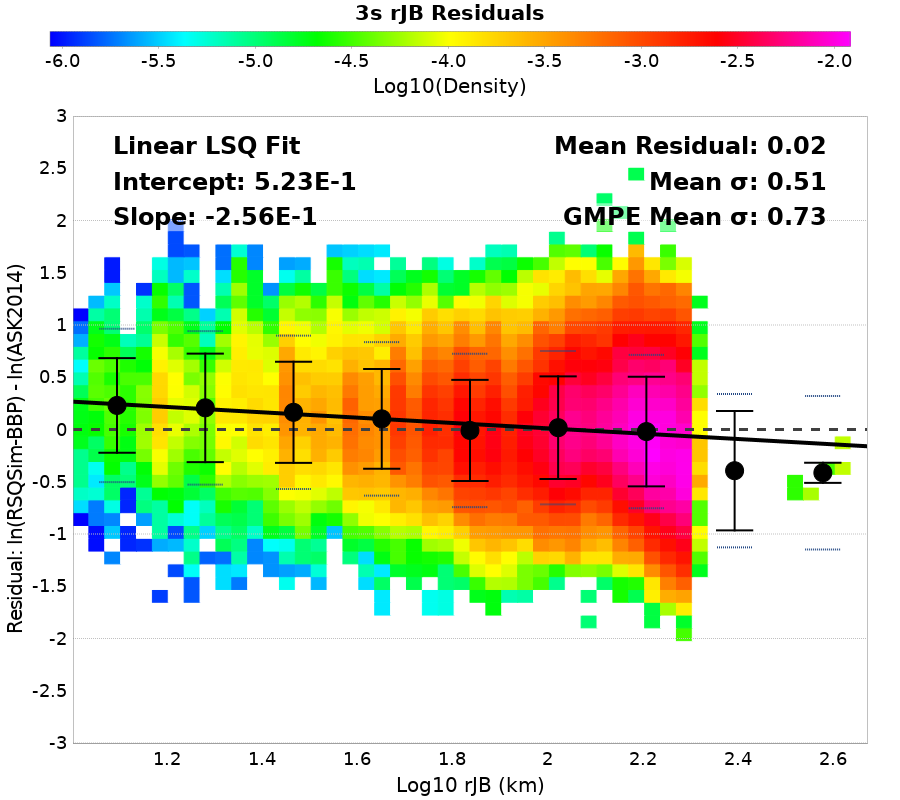 3s rJB Residuals
-6.0 -5.5 -5.0 -4.5 -4.0 -3.5 -3.0 -2.5 -2.0
Log10(Density)
Linear LSQ Fit
Intercept: 5.23E-1
Slope: -2.56E-1
Mean Residual: 0.02
Mean σ: 0.51
GMPE Mean σ: 0.73
Residual: ln(RSQSim-BBP) - ln(ASK2014)
3
2.5
2
1.5
1
0.5
0
-0.5
-1
-1.5
-2
-2.5
-3
1.2 1.4 1.6 1.8 2 2.2 2.4 2.6
Log10 rJB (km)